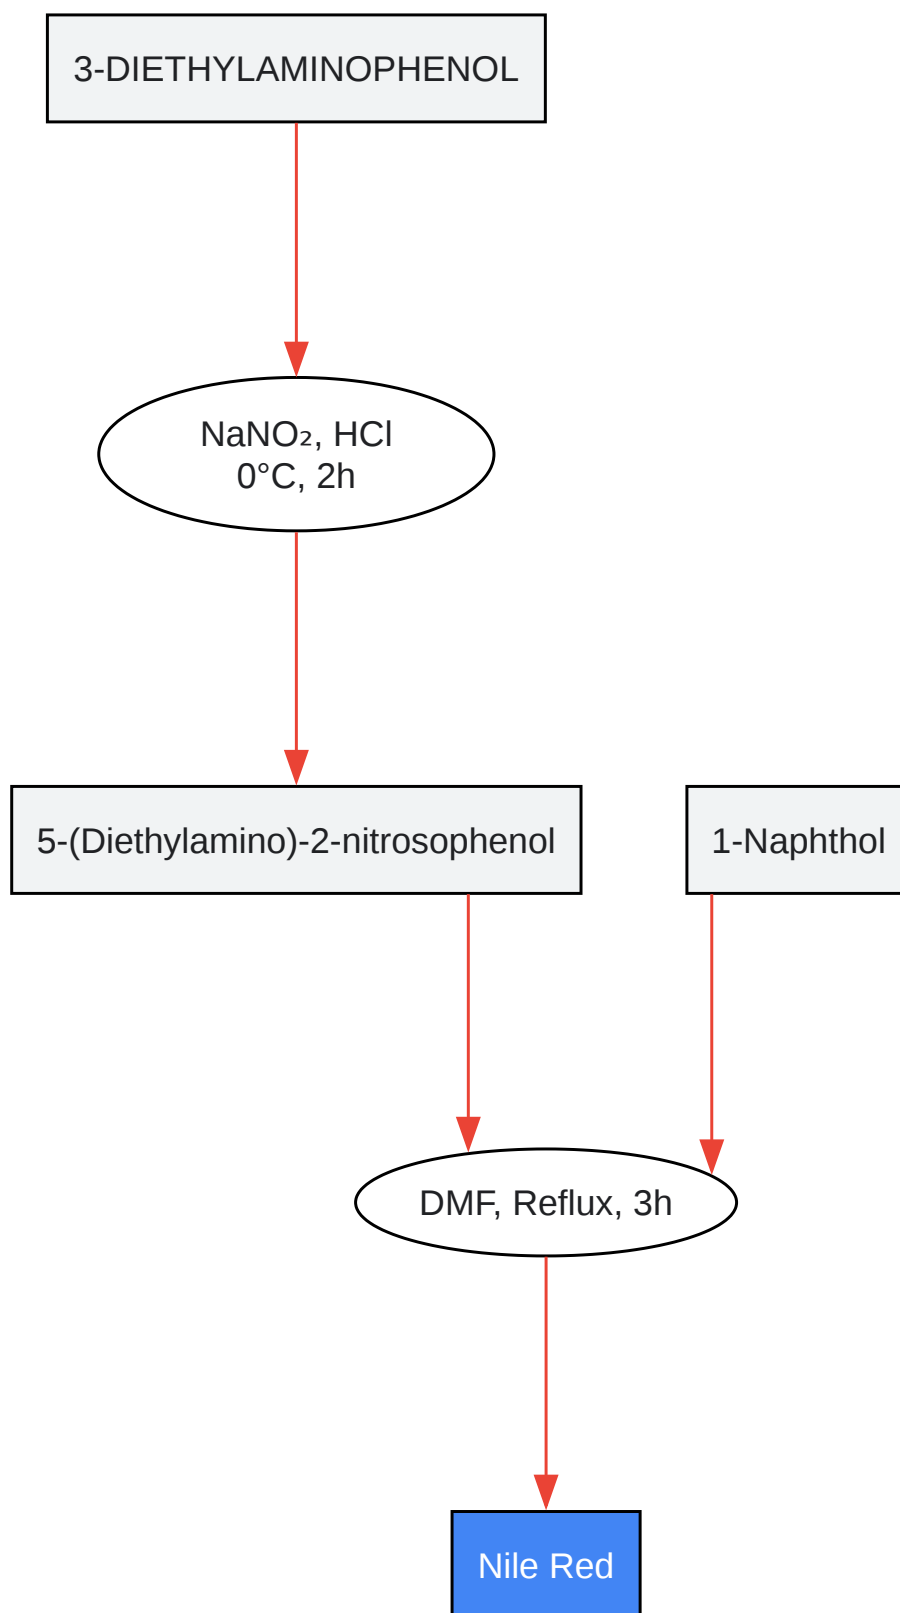 3-DIETHYLAMINOPHENOL
NaNO₂, HCl
0°C, 2h
5-(Diethylamino)-2-nitrosophenol
1-Naphthol
DMF, Reflux, 3h
Nile Red